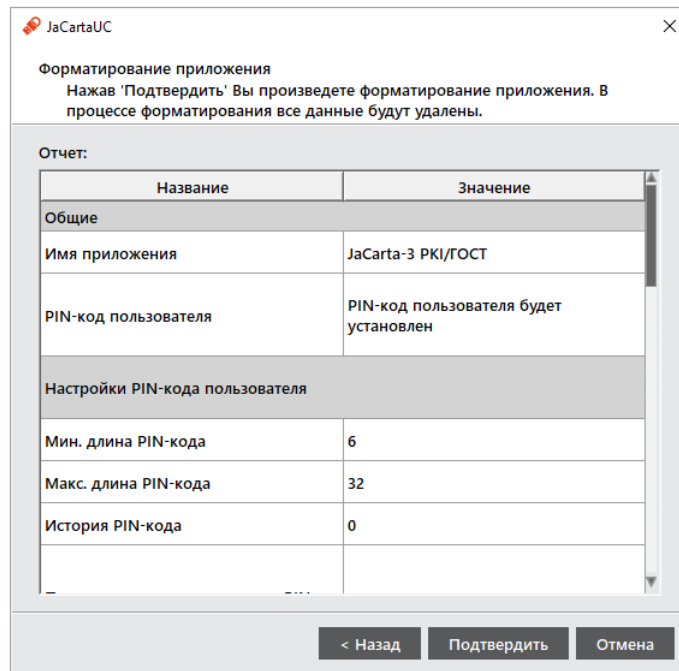 JaCartaUC
Форматирование приложения
Нажав 'Подтвердить' Вы произведете форматирование приложения. В
процессе форматирования все данные будут удалены.
Отчет:
Название Значение
Общие
Имя приложения JaCarta-3 PKI/ГОСТ
PIN-код пользователя PIN-код пользователя будет
установлен
Настройки PIN-кода пользователя
Мин. длина PIN-кода 6
Макс. длина PIN-кода 32
История PIN-кода 0
< Назад Подтвердить Отмена